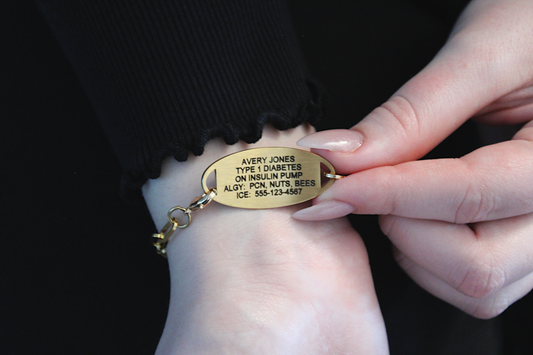 AVERY JONES
TYPE 1 DIABETES
ON INSULIN PUMP
ALGY: PCN, NUTS, BEES
ICE: 555-123-4567